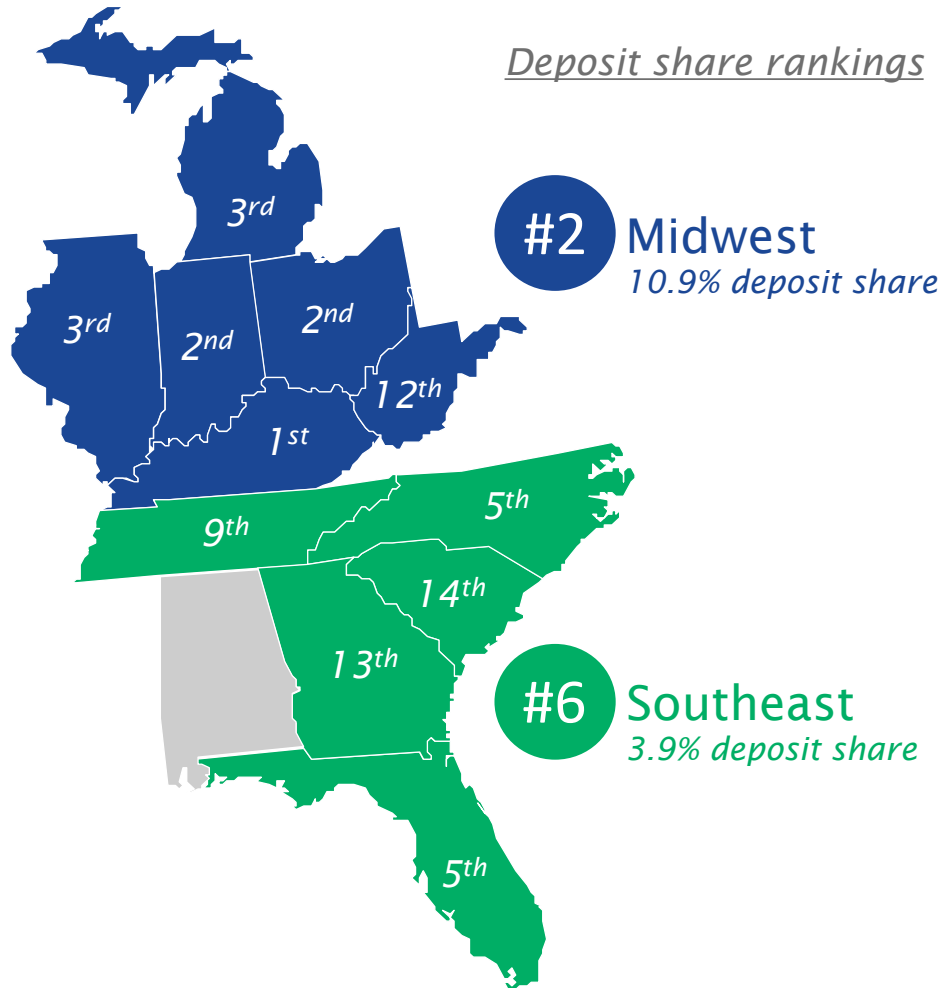 Deposit share rankings
3rd
#2 Midwest
10.9% deposit share
3rd
2nd
2nd
12th
1st
5th
9th
14th
13th
#6 Southeast
3.9% deposit share
5th